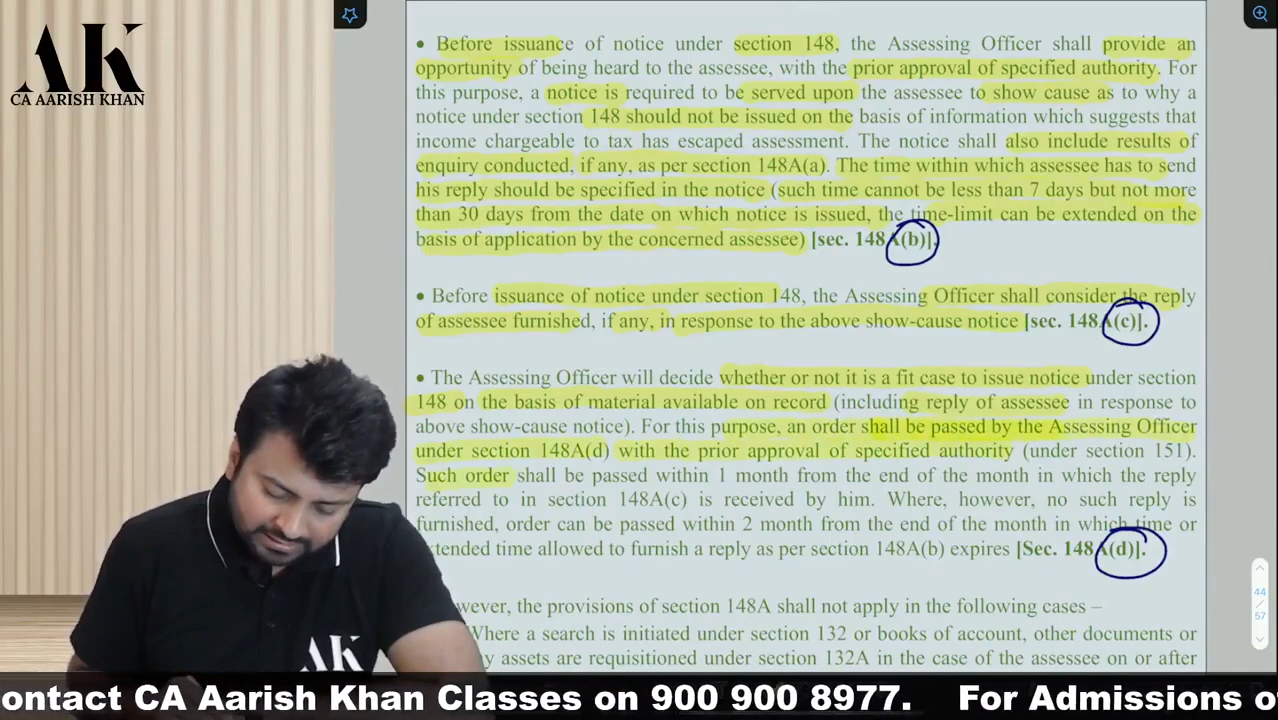 AK
CA AARISH KHAN
• Before issuance of notice under section 148, the Assessing Officer shall provide an
opportunity of being heard to the assessee, with the prior approval of specified authority. For
this purpose, a notice is required to be served upon the assessee to show cause as to why a
notice under section 148 should not be issued on the basis of information which suggests that
income chargeable to tax has escaped assessment. The notice shall also include results of
enquiry conducted, if any, as per section 148A(a). The time within which assessee has to send
his reply should be specified in the notice (such time cannot be less than 7 days but not more
than 30 days from the date on which notice is issued, the time-limit can be extended on the
basis of application by the concerned assessee) [sec. 148A(b)].
• Before issuance of notice under section 148, the Assessing Officer shall consider the reply
of assessee furnished, if any, in response to the above show-cause notice [sec. 148A(c)].
• The Assessing Officer will decide whether or not it is a fit case to issue notice under section
148 on the basis of material available on record (including reply of assessee in response to
above show-cause notice). For this purpose, an order shall be passed by the Assessing Officer
under section 148A(d) with the prior approval of specified authority (under section 151).
Such order shall be passed within 1 month from the end of the month in which the reply
referred to in section 148A(c) is received by him. Where, however, no such reply is
furnished, order can be passed within 2 month from the end of the month in which time or
xtended time allowed to furnish a reply as per section 148A(b) expires [Sec. 148A(d)].
wever, the provisions of section 148A shall not apply in the following cases –
Where a search is initiated under section 132 or books of account, other documents or
y assets are requisitioned under section 132A in the case of the assessee on or after
44
/
57
AK
ontact CA Aarish Khan Classes on 900 900 8977. For Admissions o